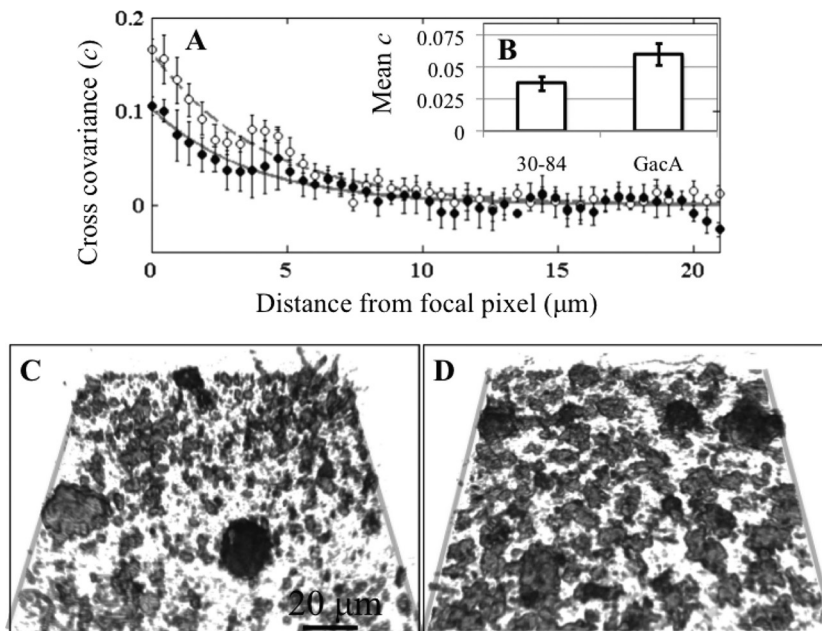 A
B
Cross covariance (c)
0.2
0.1
0
0
5
10
15
20
Distance from focal pixel (μm)
Mean c
0.075
0.05
0.025
0
30-84
GacA
C
D
20 μm